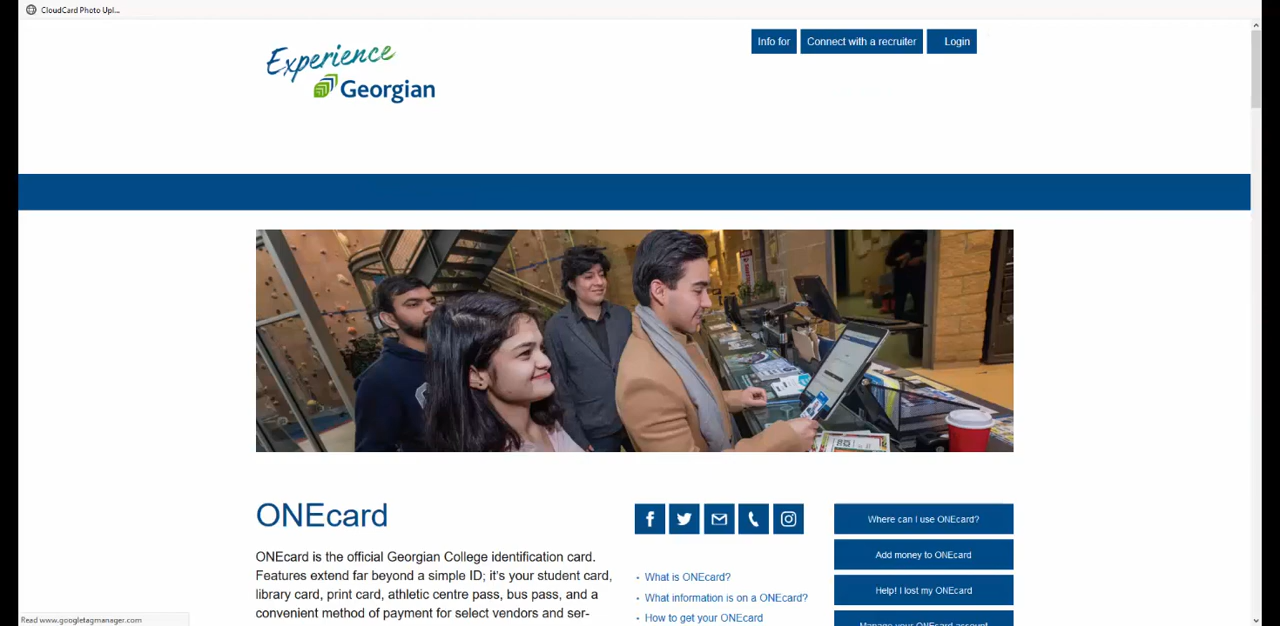 CloudCard Photo Upl...
Info for
Connect with a recruiter
Login
Experience
Georgian
ONEcard
ONEcard is the official Georgian College identification card.
Features extend far beyond a simple ID; it's your student card,
library card, print card, athletic centre pass, bus pass, and a
convenient method of payment for select vendors and ser-
What is ONEcard?
What information is on a ONEcard?
How to get your ONEcard
Where can I use ONEcard?
Add money to ONEcard
Help! I lost my ONEcard
Manage your ONEcard account
Read www.googletagmanager.com